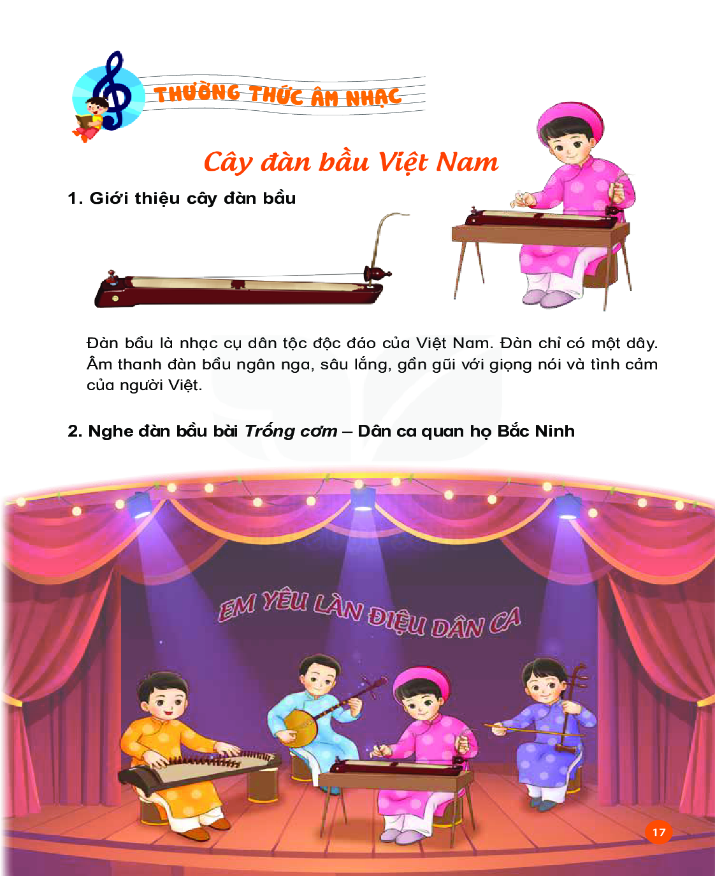 THƯỜNG THỨC ÂM NHẠC
Cây đàn bầu Việt Nam
1. Giới thiệu cây đàn bầu
Đàn bầu là nhạc cụ dân tộc độc đáo của Việt Nam. Đàn chỉ có một dây.
Âm thanh đàn bầu ngân nga, sâu lắng, gần gũi với giọng nói và tình cảm
của người Việt.
2. Nghe đàn bầu bài Trống cơm – Dân ca quan họ Bắc Ninh
EM YÊU LÀN ĐIỆU DÂN CA
17